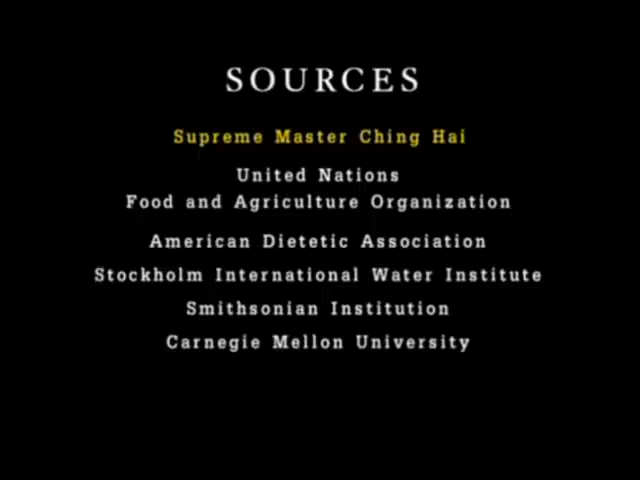 SOURCES
Supreme Master Ching Hai
United Nations
Food and Agriculture Organization
American Dietetic Association
Stockholm International Water Institute
Smithsonian Institution
Carnegie Mellon University